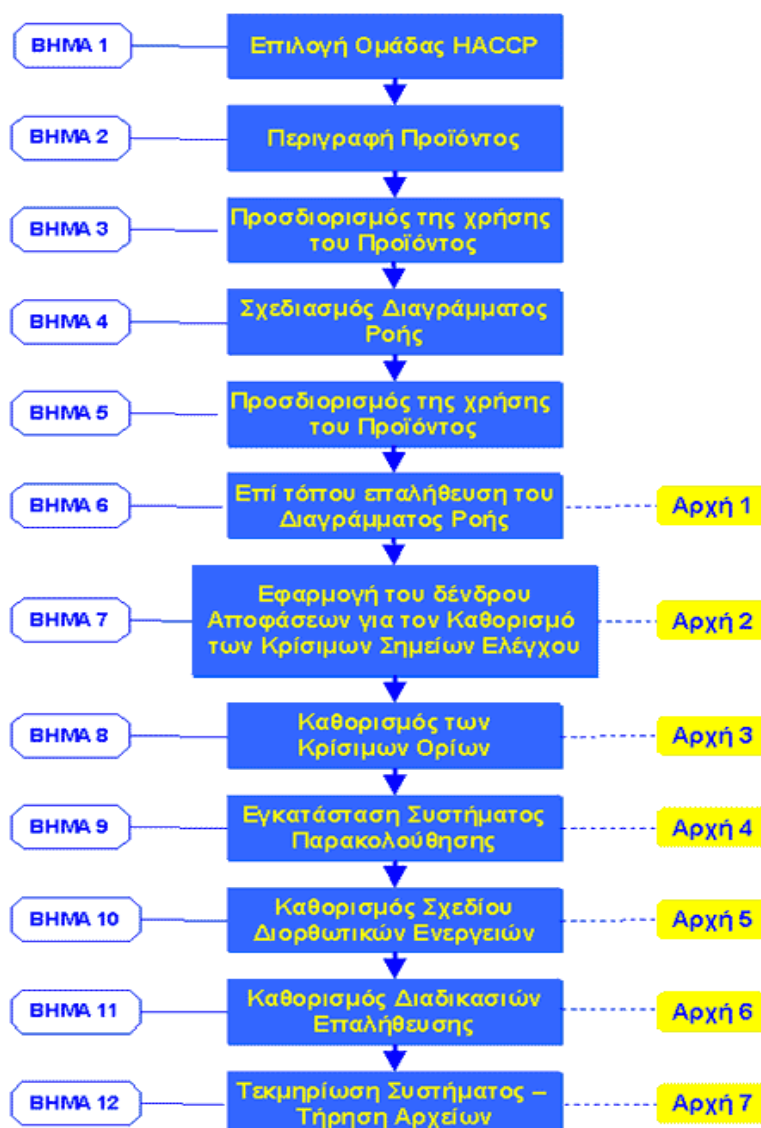 ΒΗΜΑ 1
Επιλογή Ομάδας HACCP
ΒΗΜΑ 2
Περιγραφή Προϊόντος
ΒΗΜΑ 3
Προσδιορισμός της χρήσης
του Προϊόντος
ΒΗΜΑ 4
Σχεδιασμός Διαγράμματος
Ροής
ΒΗΜΑ 5
Προσδιορισμός της χρήσης
του Προϊόντος
ΒΗΜΑ 6
Επί τόπου επαλήθευση του
Διαγράμματος Ροής
Αρχή 1
ΒΗΜΑ 7
Εφαρμογή του δένδρου
Αποφάσεων για τον Καθορισμό
των Κρίσιμων Σημείων Ελέγχου
Αρχή 2
ΒΗΜΑ 8
Καθορισμός των
Κρίσιμων Ορίων
Αρχή 3
ΒΗΜΑ 9
Εγκατάσταση Συστήματος
Παρακολούθησης
Αρχή 4
ΒΗΜΑ 10
Καθορισμός Σχεδίου
Διορθωτικών Ενεργειών
Αρχή 5
ΒΗΜΑ 11
Καθορισμός Διαδικασιών
Επαλήθευσης
Αρχή 6
ΒΗΜΑ 12
Τεκμηρίωση Συστήματος –
Τήρηση Αρχείων
Αρχή 7